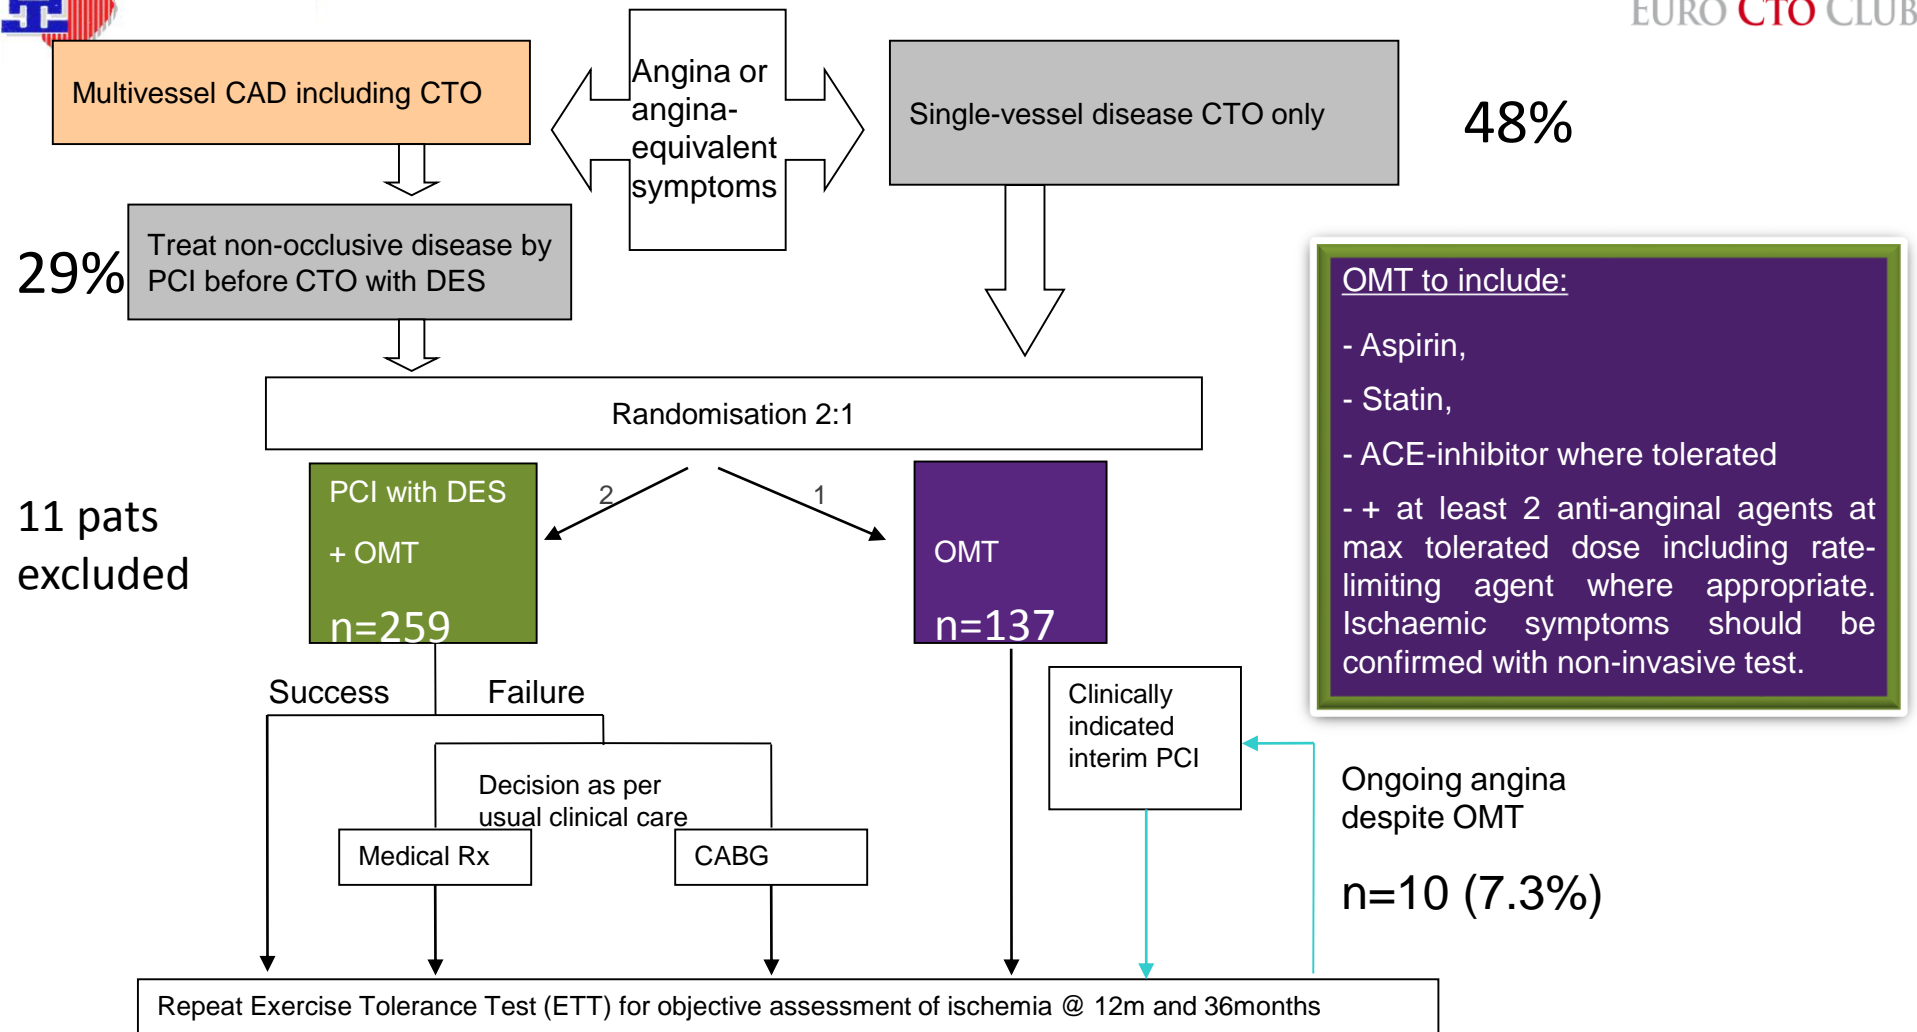 EURO CTO CLUB
Multivessel CAD including CTO
Angina or
angina-
equivalent
symptoms
Single-vessel disease CTO only
48%
29%
Treat non-occlusive disease by
PCI before CTO with DES
OMT to include:
- Aspirin,
- Statin,
- ACE-inhibitor where tolerated
- + at least 2 anti-anginal agents at
max tolerated dose including rate-
limiting agent where appropriate.
Ischaemic symptoms should be
confirmed with non-invasive test.
Randomisation 2:1
11 pats
excluded
PCI with DES
+ OMT
n=259
2
1
OMT
n=137
Success
Failure
Clinically
indicated
interim PCI
Decision as per
usual clinical care
Medical Rx
CABG
Ongoing angina
despite OMT
n=10 (7.3%)
Repeat Exercise Tolerance Test (ETT) for objective assessment of ischemia @ 12m and 36months